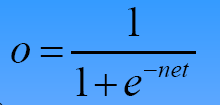 o = 1 / (1 + e^{-net})